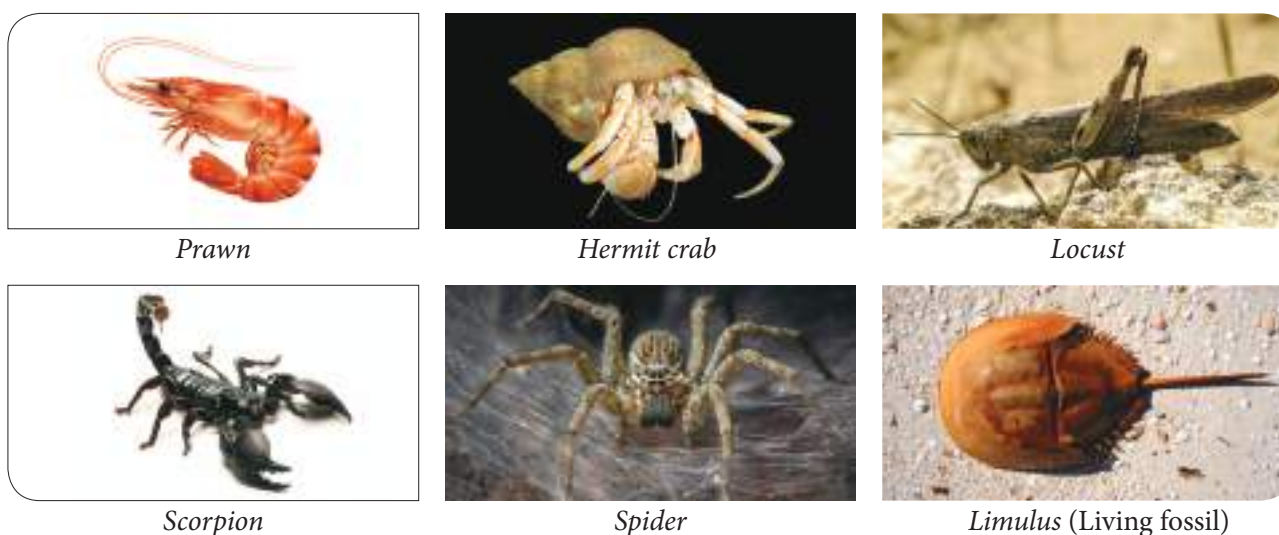 Prawn
Hermit crab
Locust
Scorpion
Spider
Limulus (Living fossil)